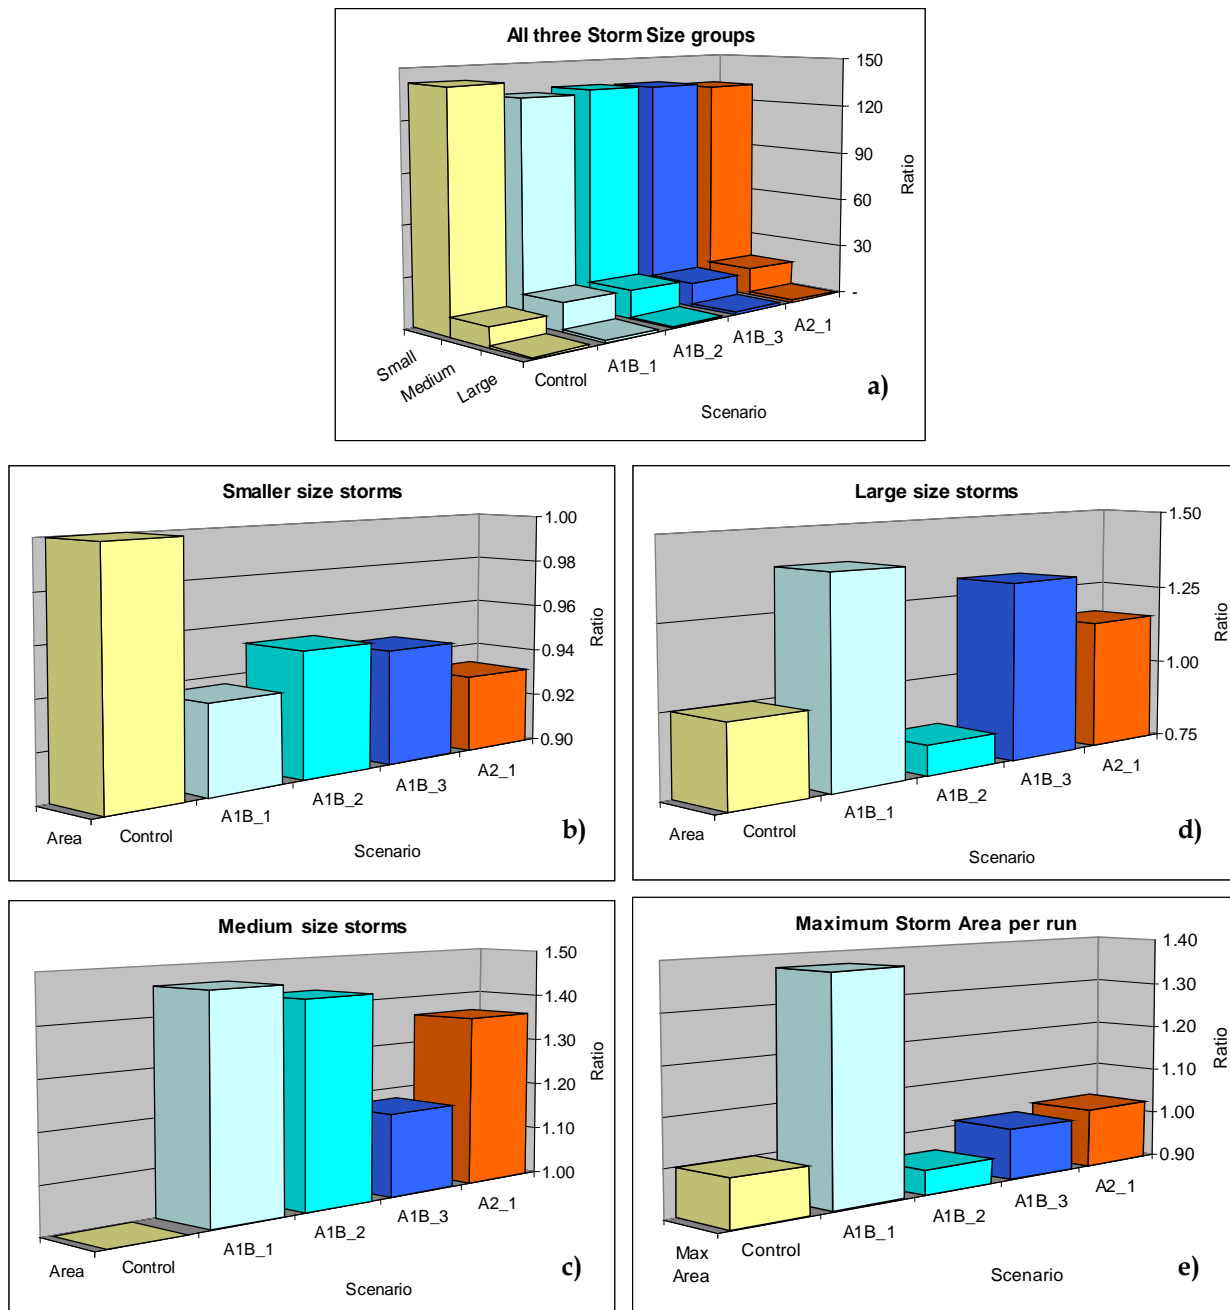 All three Storm Size groups
150
120
90
60
30
-
Ratio
Small
Medium
Large
Control
A1B_1
A1B_2
A1B_3
A2_1
Scenario
a)
Smaller size storms
1.00
0.98
0.96
0.94
0.92
0.90
Ratio
Area
Control
A1B_1
A1B_2
A1B_3
A2_1
Scenario
b)
Large size storms
1.50
1.25
1.00
0.75
Ratio
Area
Control
A1B_1
A1B_2
A1B_3
A2_1
Scenario
d)
Medium size storms
1.50
1.40
1.30
1.20
1.10
1.00
Ratio
Area
Control
A1B_1
A1B_2
A1B_3
A2_1
Scenario
c)
Maximum Storm Area per run
1.40
1.30
1.20
1.10
1.00
0.90
Ratio
Max
Area
Control
A1B_1
A1B_2
A1B_3
A2_1
Scenario
e)